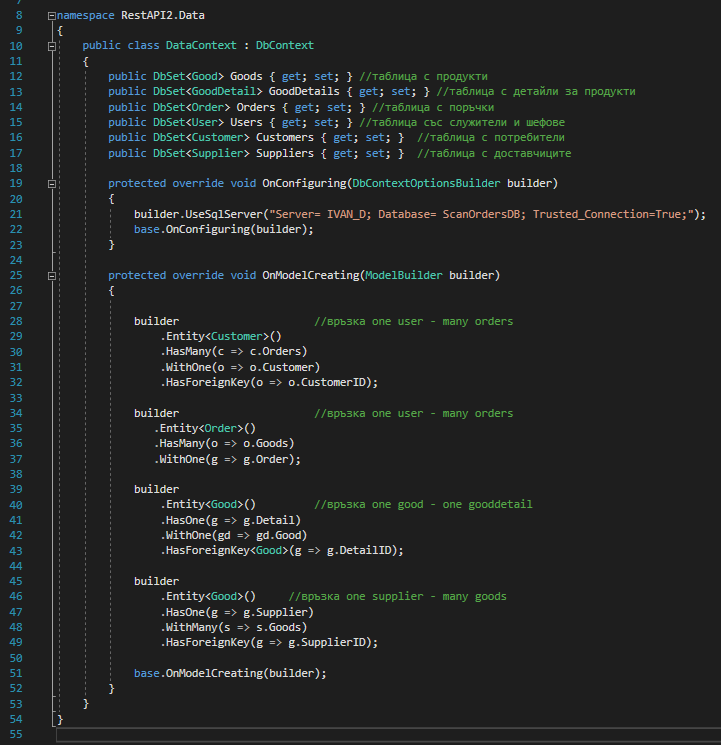 8 namespace RestAPI2.Data
9 {
10 public class DataContext : DbContext
11 {
12 public DbSet<Good> Goods { get; set; } //таблица с продукти
13 public DbSet<GoodDetail> GoodDetails { get; set; } //таблица с детайли за продукти
14 public DbSet<Order> Orders { get; set; } //таблица с поръчки
15 public DbSet<User> Users { get; set; } //таблица със служители и шефове
16 public DbSet<Customer> Customers { get; set; } //таблица с потребители
17 public DbSet<Supplier> Suppliers { get; set; } //таблица с доставчиците
18
19 protected override void OnConfiguring(DbContextOptionsBuilder builder)
20 {
21 builder.UseSqlServer("Server= IVAN_D; Database= ScanOrdersDB; Trusted_Connection=True;");
22 base.OnConfiguring(builder);
23 }
24
25 protected override void OnModelCreating(ModelBuilder builder)
26 {
27
28 builder //връзка one user - many orders
29 .Entity<Customer>()
30 .HasMany(c => c.Orders)
31 .WithOne(o => o.Customer)
32 .HasForeignKey(o => o.CustomerID);
33
34 builder //връзка one user - many orders
35 .Entity<Order>()
36 .HasMany(o => o.Goods)
37 .WithOne(g => g.Order);
38
39 builder
40 .Entity<Good>() //връзка one good - one gooddetail
41 .HasOne(g => g.Detail)
42 .WithOne(gd => gd.Good)
43 .HasForeignKey<Good>(g => g.DetailID);
44
45 builder
46 .Entity<Good>() //връзка one supplier - many goods
47 .HasOne(g => g.Supplier)
48 .WithMany(s => s.Goods)
49 .HasForeignKey(g => g.SupplierID);
50
51 base.OnModelCreating(builder);
52 }
53 }
54 }
55